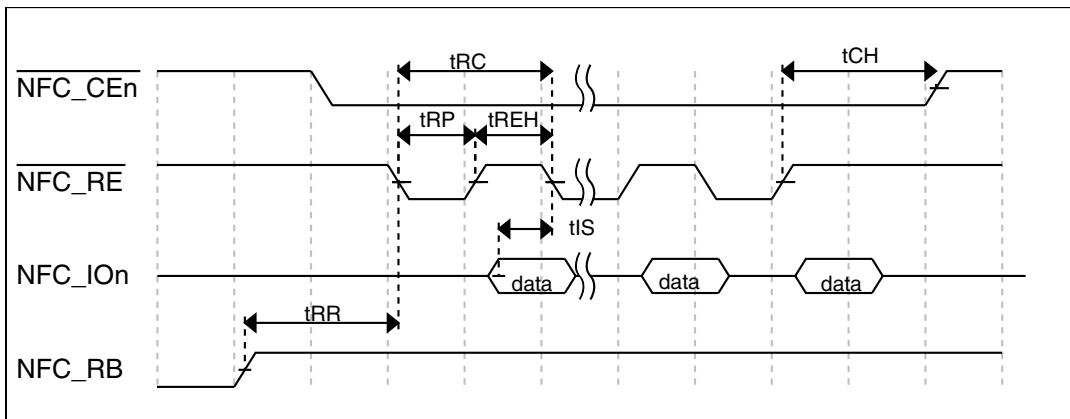 tRC
tCH
NFC_CEn
tRP
tREH
NFC_RE
tIS
NFC_IOn
data
data
data
tRR
NFC_RB